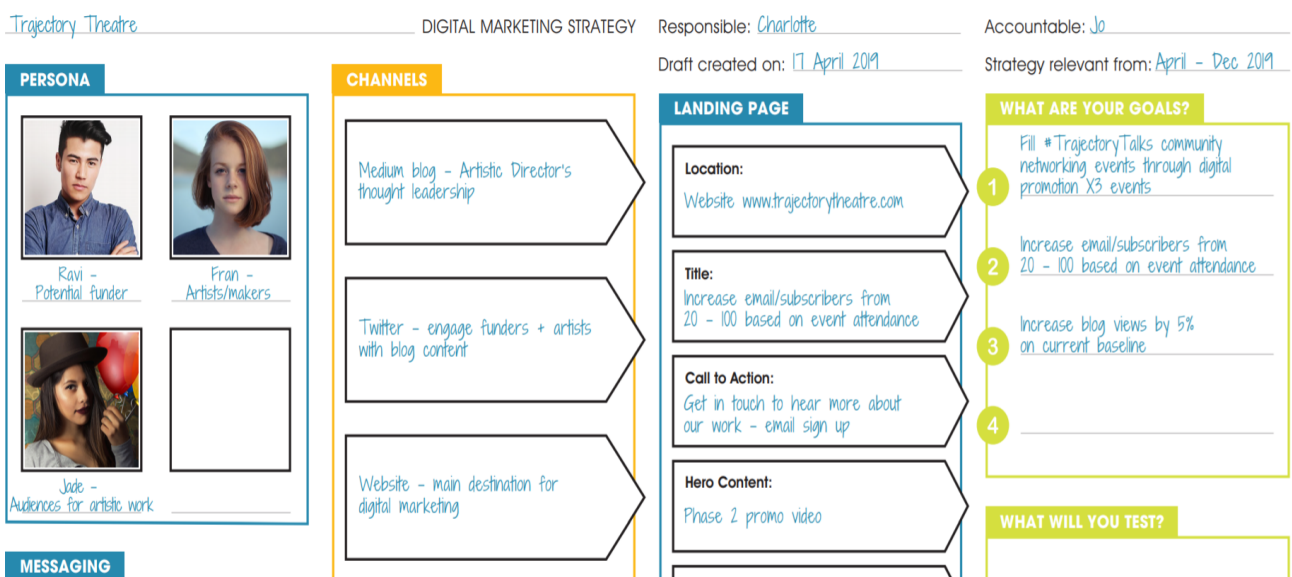 Trajectory Theatre
DIGITAL MARKETING STRATEGY
Responsible: Charlotte
Accountable: Jo
Draft created on: 17 April 2019
Strategy relevant from: April - Dec 2019
PERSONA
Ravi -
Potential funder
Fran -
Artists/makers
Jade -
Audiences for artistic work
MESSAGING
CHANNELS
Medium blog - Artistic Director's
thought leadership
Twitter - engage funders + artists
with blog content
Website - main destination for
digital marketing
LANDING PAGE
Location:
Website www.trajectorytheatre.com
Title:
Increase email/subscribers from
20 - 100 based on event attendance
Call to Action:
Get in touch to hear more about
our work - email sign up
Hero Content:
Phase 2 promo video
WHAT ARE YOUR GOALS?
1
Fill #TrajectoryTalks community
networking events through digital
promotion X3 events
2
Increase email/subscribers from
20 - 100 based on event attendance
3
Increase blog views by 5%
on current baseline
4
WHAT WILL YOU TEST?